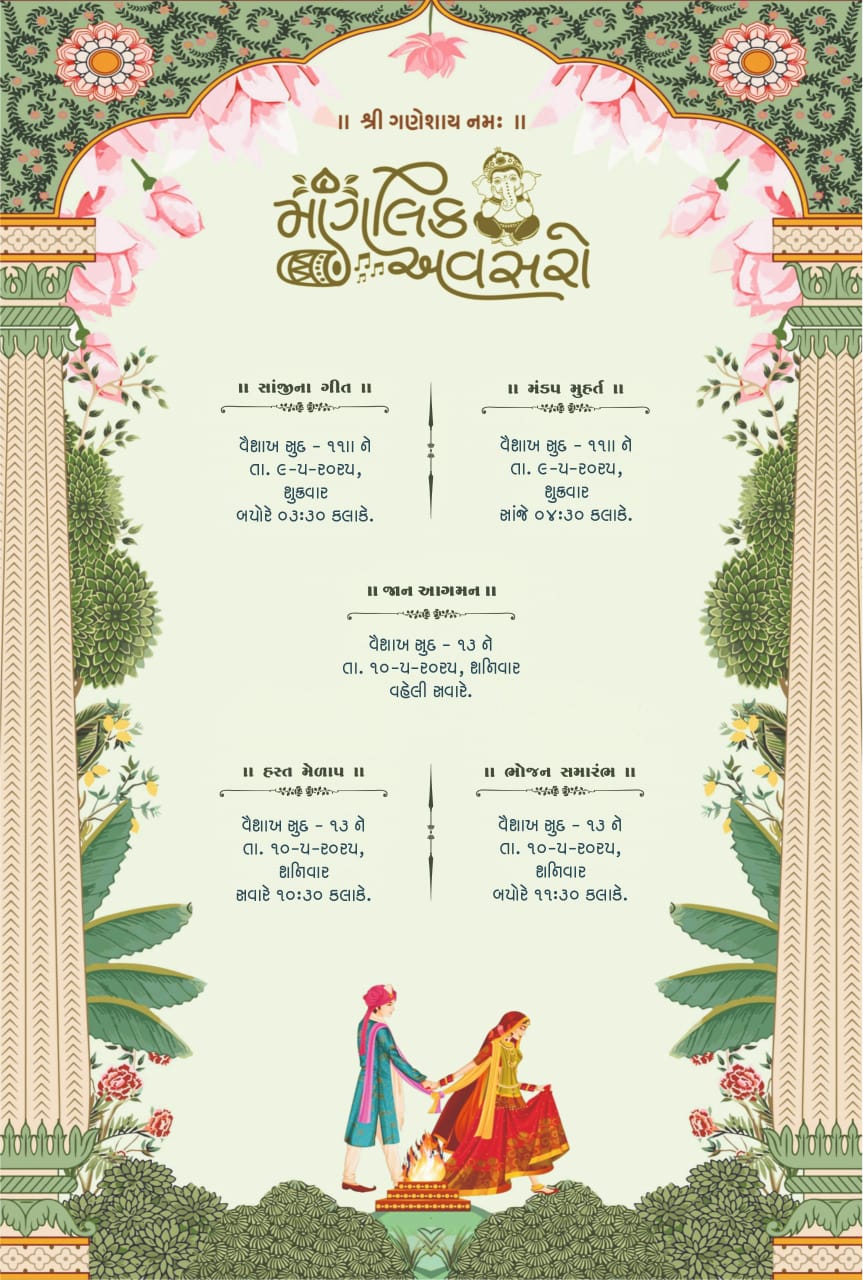 ॥ શ્રી ગણેશાય નમઃ ॥
માંગલિક
અવસરો
॥ સાંજીના ગીત ॥
વૈશાખ સુદ - ૧૧॥ ને
તા. ૯-૫-૨૦૨૫,
શુક્રવાર
બપોરે ૦૩:૩૦ કલાકે.
॥ મંડપ મુહર્ત ॥
વૈશાખ સુદ - ૧૧॥ ને
તા. ૯-૫-૨૦૨૫,
શુક્રવાર
સાંજે ૦૪:૩૦ કલાકે.
॥ જાન આગમન ॥
વૈશાખ સુદ - ૧૩ ને
તા. ૧૦-૫-૨૦૨૫, શનિવાર
વહેલી સવારે.
॥ હસ્ત મેળાપ ॥
વૈશાખ સુદ - ૧૩ ને
તા. ૧૦-૫-૨૦૨૫,
શનિવાર
સવારે ૧૦:૩૦ કલાકે.
॥ ભોજન સમારંભ ॥
વૈશાખ સુદ - ૧૩ ને
તા. ૧૦-૫-૨૦૨૫,
શનિવાર
બપોરે ૧૧:૩૦ કલાકે.